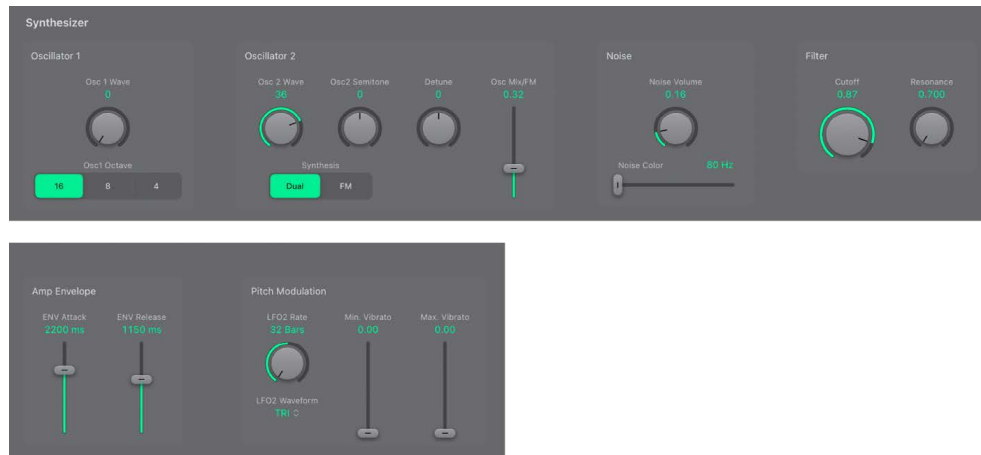 Synthesizer
Oscillator 1
Osc 1 Wave
0
Osc1 Octave
16 8 4
Oscillator 2
Osc 2 Wave Osc2 Semitone Detune Osc Mix/FM
36 0 0 0.32
Synthesis
Dual FM
Noise
Noise Volume
0.16
Noise Color 80 Hz
Filter
Cutoff Resonance
0.87 0.700
Amp Envelope
ENV Attack ENV Release
2200 ms 1150 ms
Pitch Modulation
LFO2 Rate Min. Vibrato Max. Vibrato
32 Bars 0.00 0.00
LFO2 Waveform
TRI